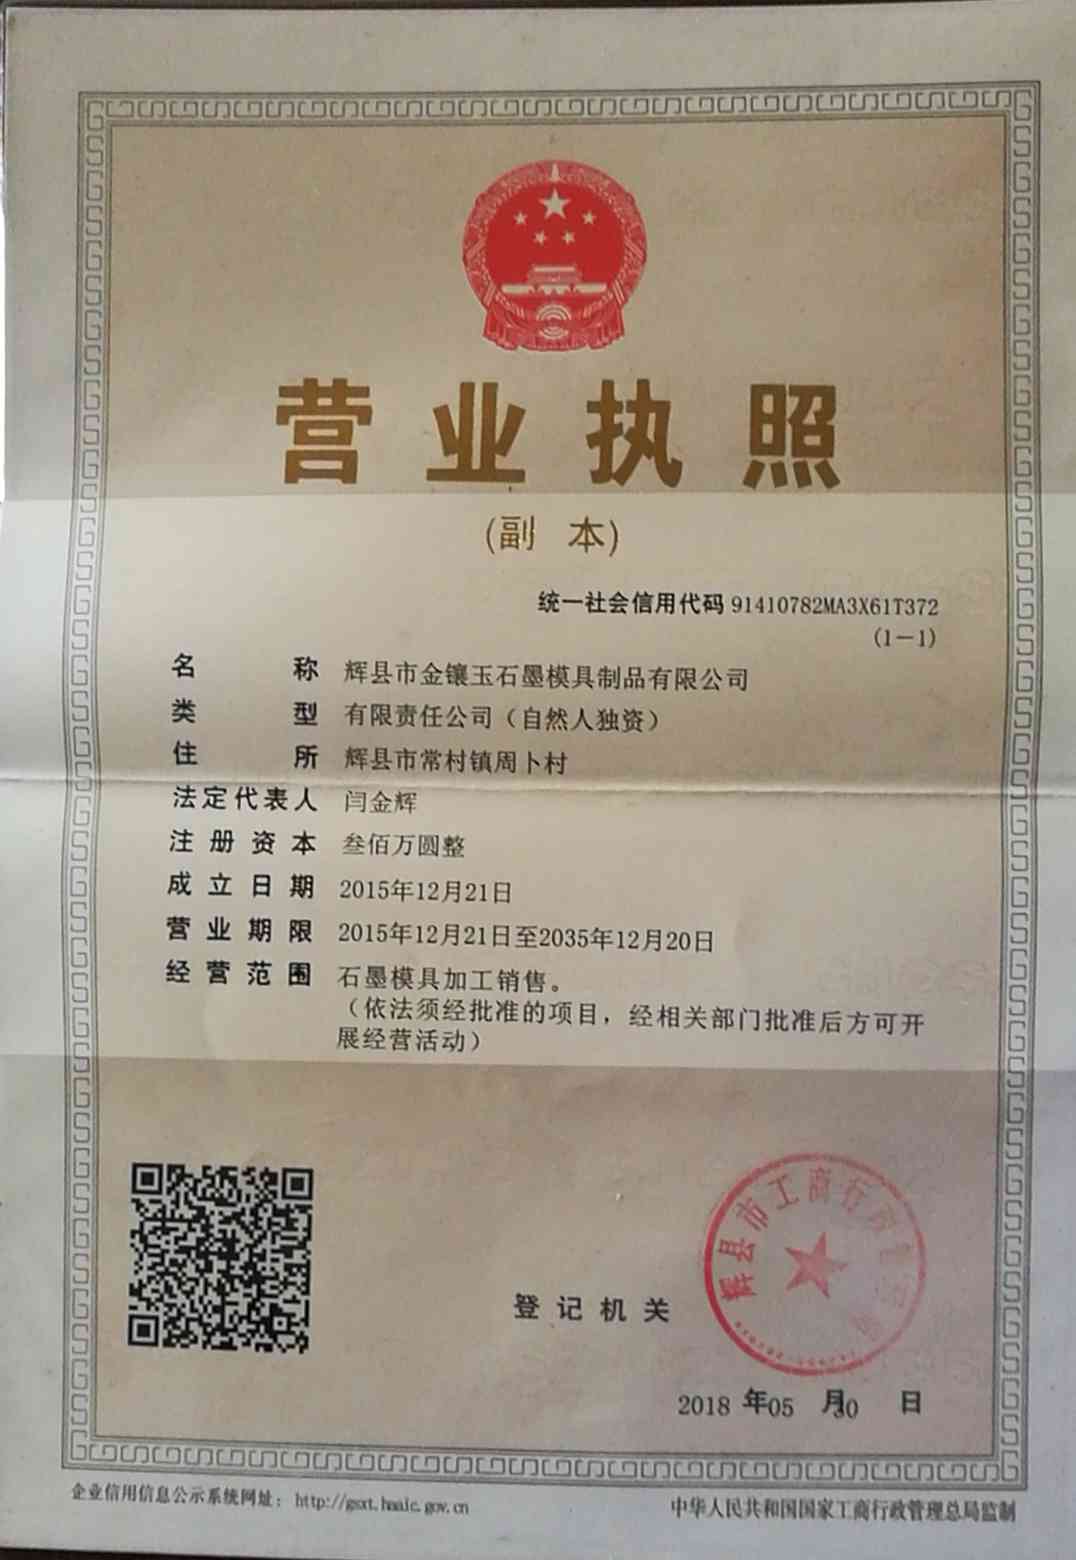 营业执照
(副 本)
统一社会信用代码 91410782MA3X61T372
(1-1)
名称 辉县市金镶玉石墨模具制品有限公司
类型 有限责任公司（自然人独资）
住所 辉县市常村镇周卜村
法定代表人 闫金辉
注册资本 叁佰万圆整
成立日期 2015年12月21日
营业期限 2015年12月21日至2035年12月20日
经营范围 石墨模具加工销售。
（依法须经批准的项目，经相关部门批准后方可开
展经营活动）
辉县市工商行
登记机关
2018 年05 月30 日
企业信用信息公示系统网址： http://gsxt.haaic.gov.cn
中华人民共和国国家工商行政管理总局监制